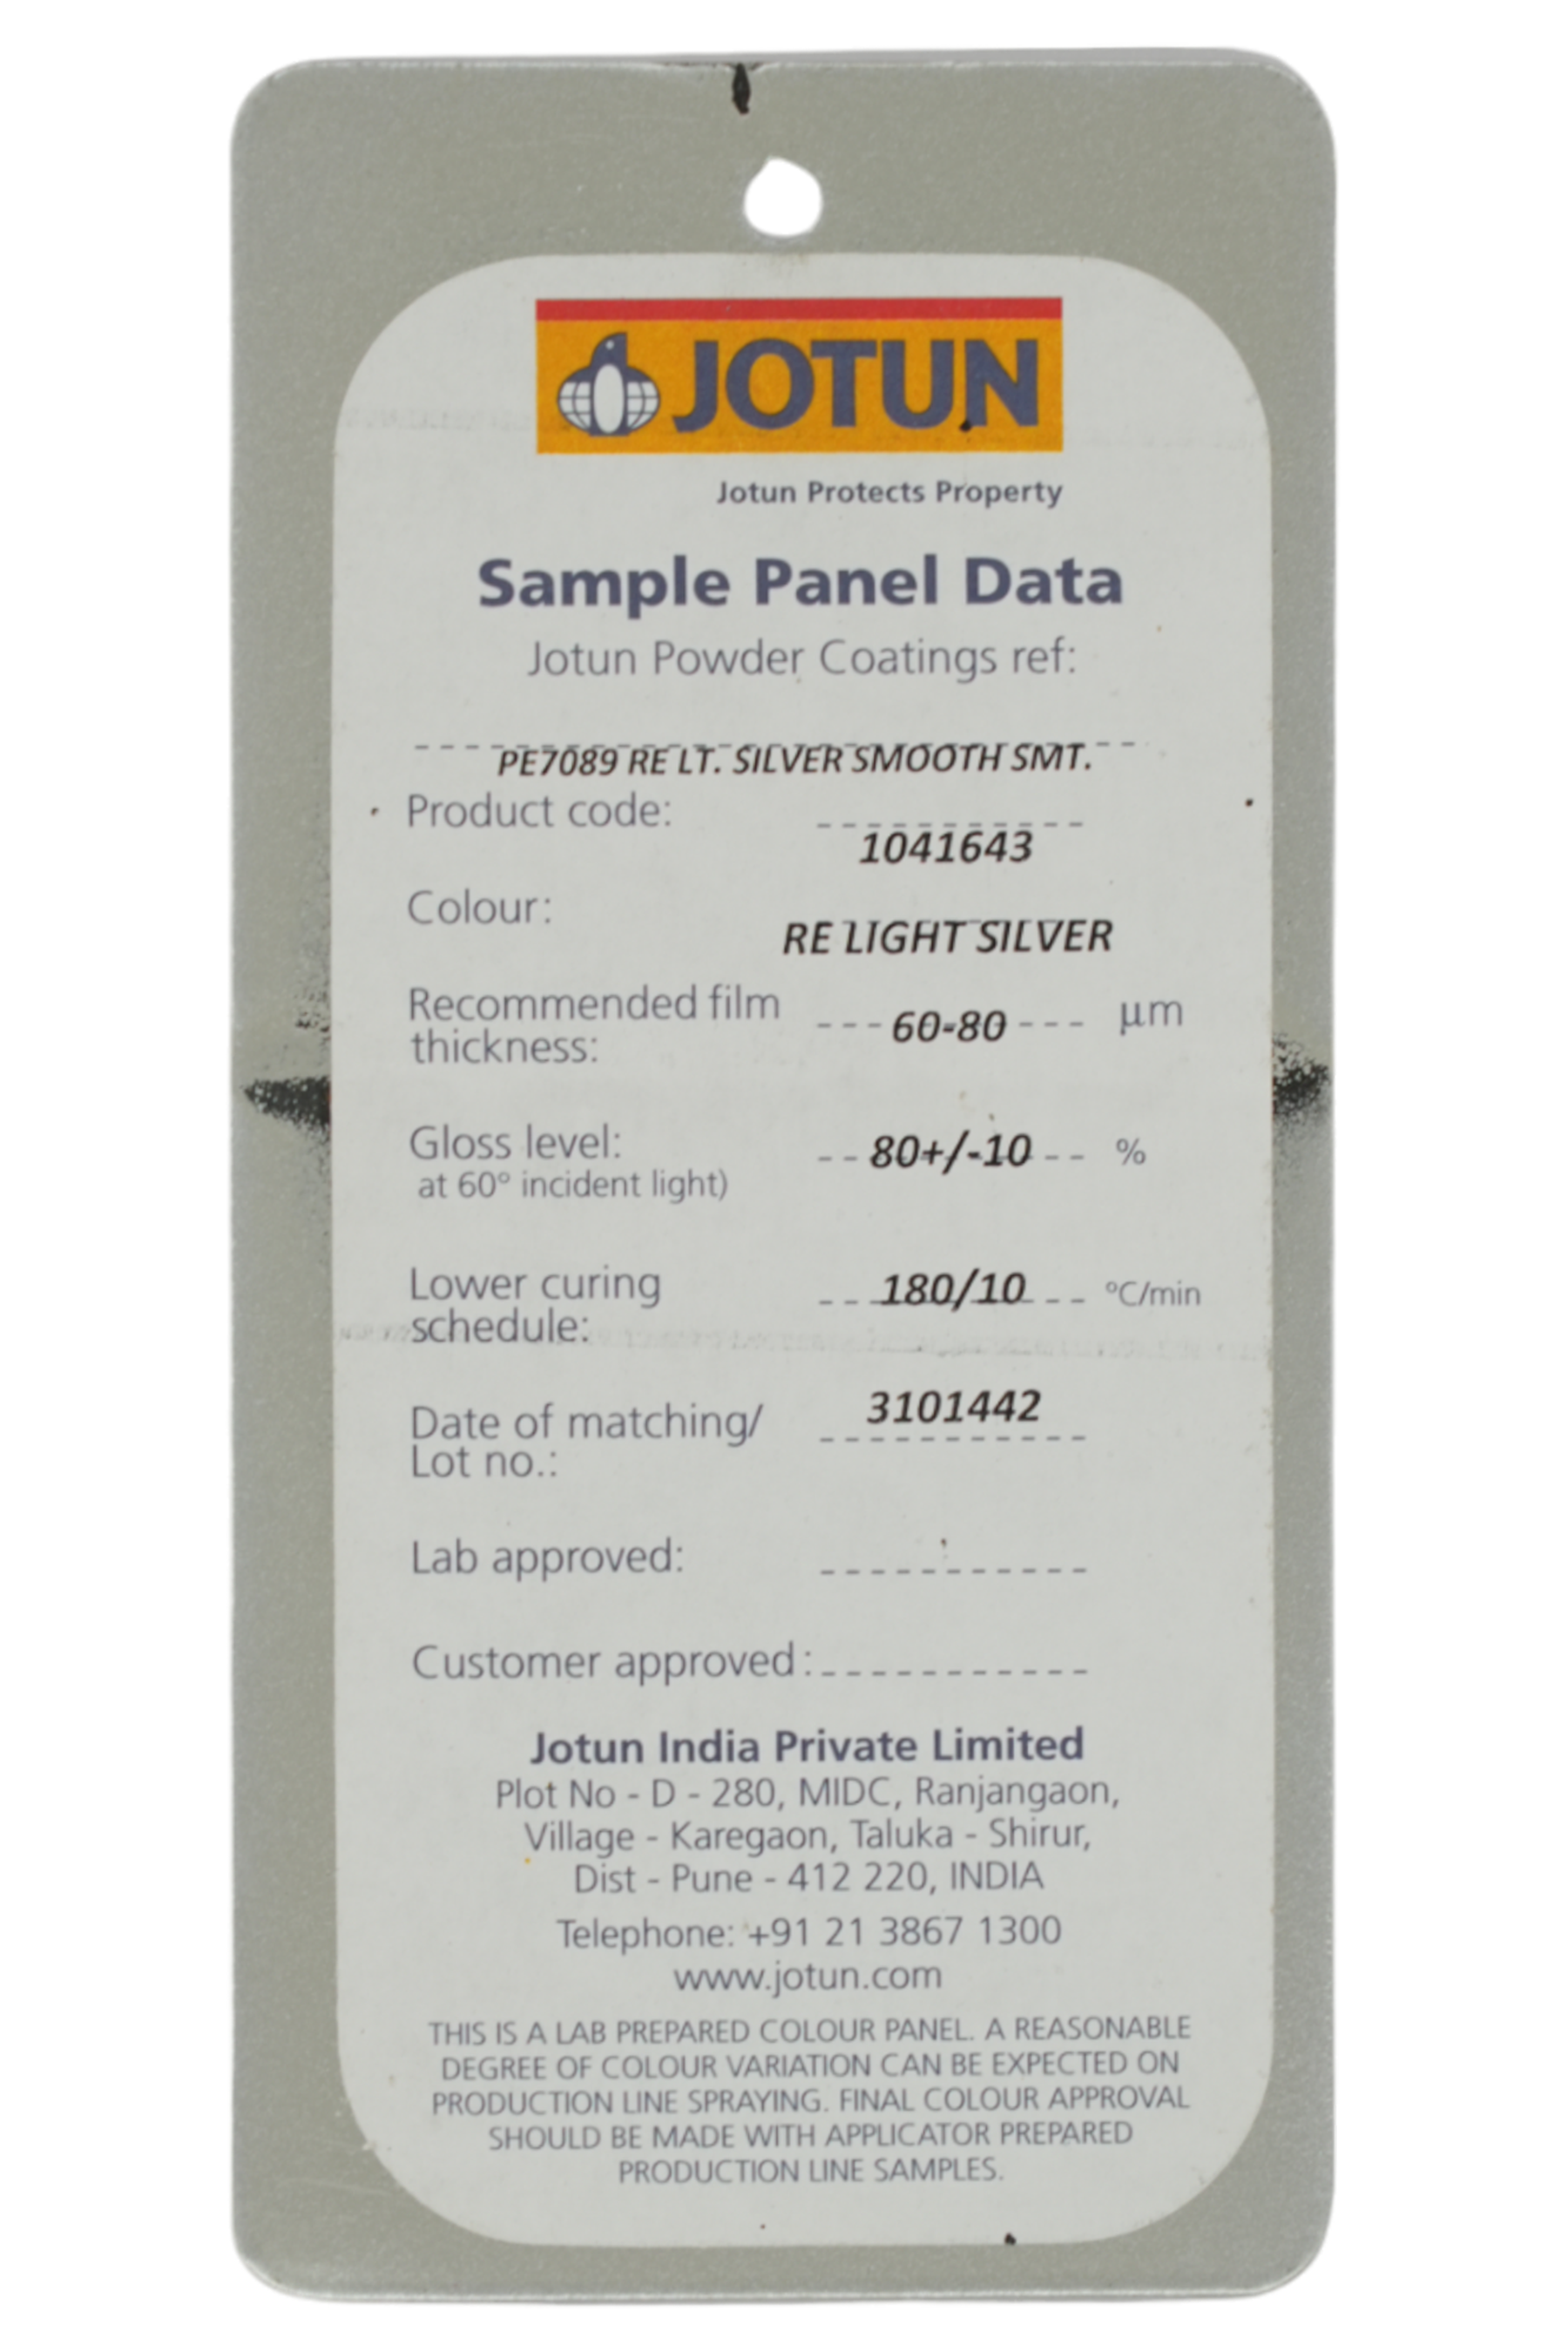 JOTUN
Jotun Protects Property
Sample Panel Data
Jotun Powder Coatings ref:
PE7089 RE LT. SILVER SMOOTH SMT.
Product code:
1041643
Colour:
RE LIGHT SILVER
Recommended film
thickness: 60-80 µm
Gloss level: 80+/-10 %
at 60° incident light)
Lower curing
schedule: 180/10 °C/min
Date of matching/ 3101442
Lot no.:
Lab approved:
Customer approved:
Jotun India Private Limited
Plot No - D - 280, MIDC, Ranjangaon,
Village - Karegaon, Taluka - Shirur,
Dist - Pune - 412 220, INDIA
Telephone: +91 21 3867 1300
www.jotun.com
THIS IS A LAB PREPARED COLOUR PANEL. A REASONABLE
DEGREE OF COLOUR VARIATION CAN BE EXPECTED ON
PRODUCTION LINE SPRAYING. FINAL COLOUR APPROVAL
SHOULD BE MADE WITH APPLICATOR PREPARED
PRODUCTION LINE SAMPLES.